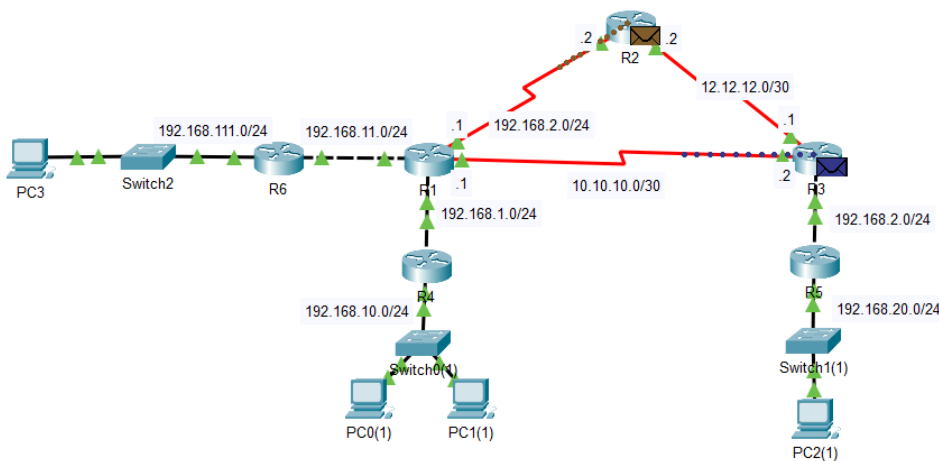 .2
.2
R2
12.12.12.0/30
192.168.111.0/24
192.168.11.0/24
.1
192.168.2.0/24
.1
PC3
Switch2
R6
R1
.1
10.10.10.0/30
.2
R3
192.168.1.0/24
192.168.2.0/24
R4
R5
192.168.10.0/24
192.168.20.0/24
Switch0(1)
Switch1(1)
PC0(1)
PC1(1)
PC2(1)